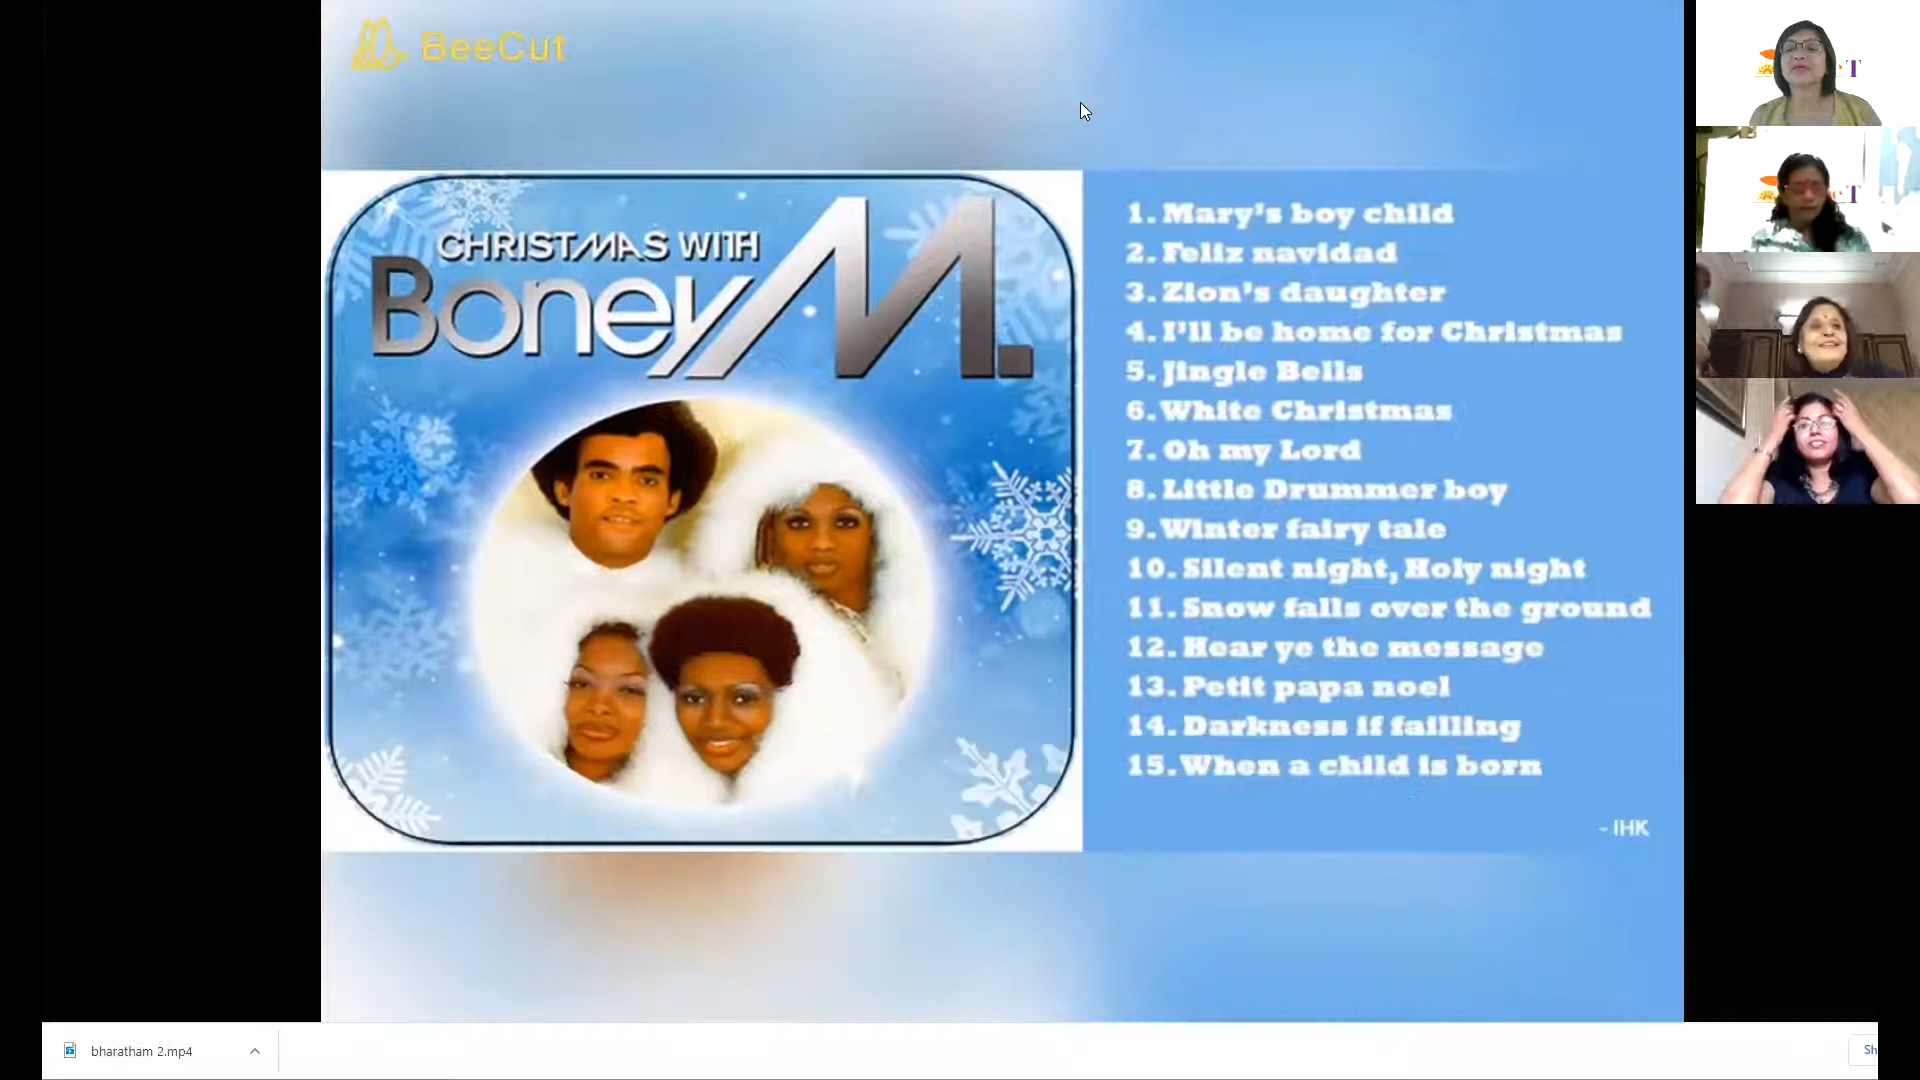 BeeCut
CHRISTMAS WITH
Boney M.
1. Mary's boy child
2. Feliz navidad
3. Zion's daughter
4. I'll be home for Christmas
5. Jingle Bells
6. White Christmas
7. Oh my Lord
8. Little Drummer boy
9. Winter fairy tale
10. Silent night, Holy night
11. Snow falls over the ground
12. Hear ye the message
13. Petit papa noel
14. Darkness if failling
15. When a child is born
- IHK
bharatham 2.mp4